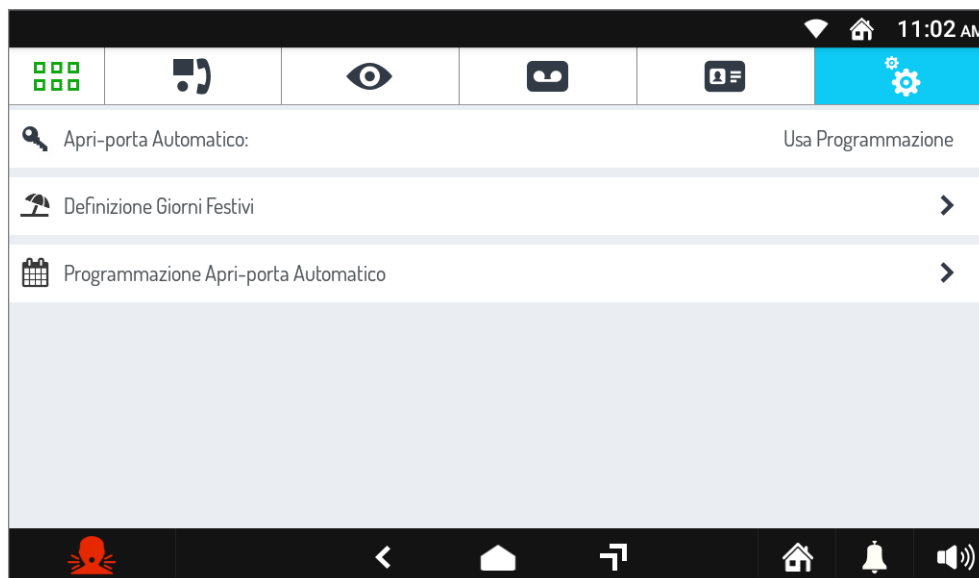 11:02 AM
Apri-porta Automatico:
Usa Programmazione
Definizione Giorni Festivi
Programmazione Apri-porta Automatico